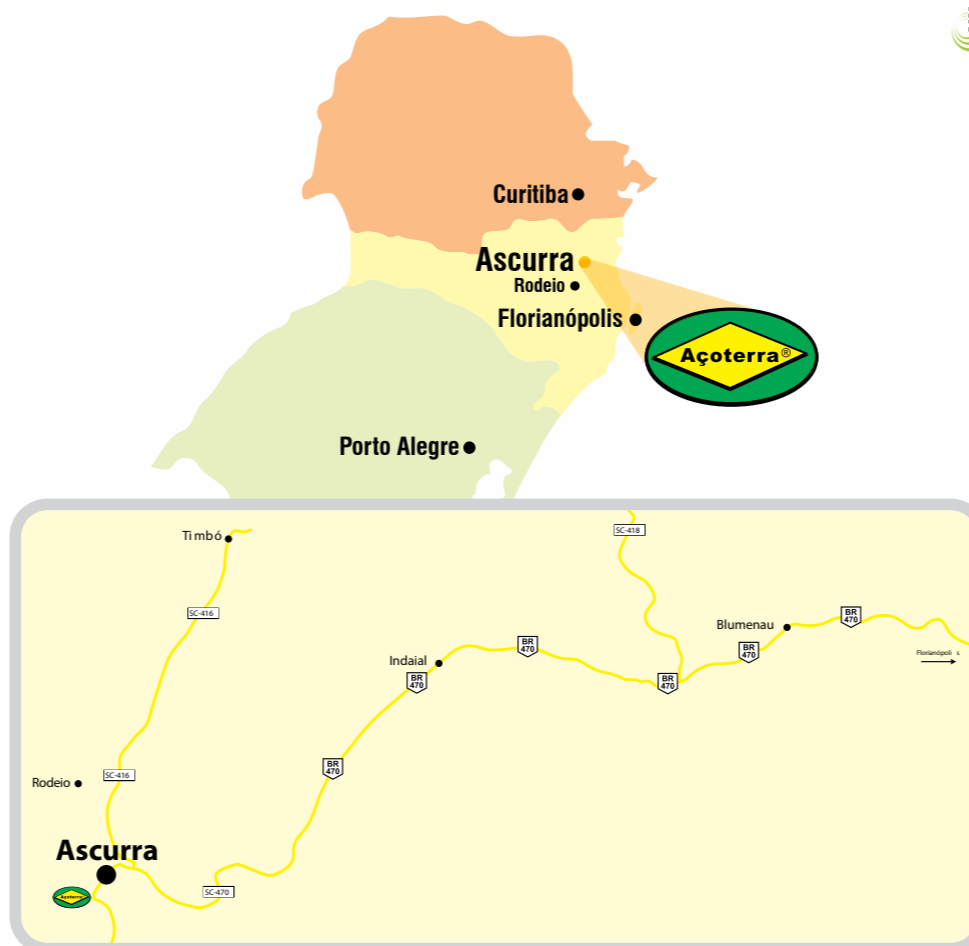 Curitiba
Ascurra
Rodeio
Florianópolis
Açoterra®
Porto Alegre
Timbó
SC-418
SC-416
Blumenau
BR
470
BR
470
BR
470
Florianópolis
Indaial
BR
470
BR
470
BR
470
SC-416
Rodeio
Ascurra
SC-470
Açoterra